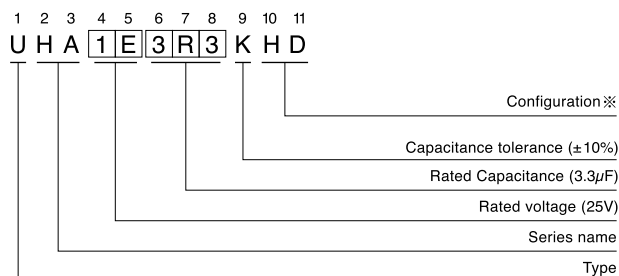 1 2 3 4 5 6 7 8 9 10 11
U H A 1 E 3 R 3 K H D
Configuration※
Capacitance tolerance (±10%)
Rated Capacitance (3.3µF)
Rated voltage (25V)
Series name
Type